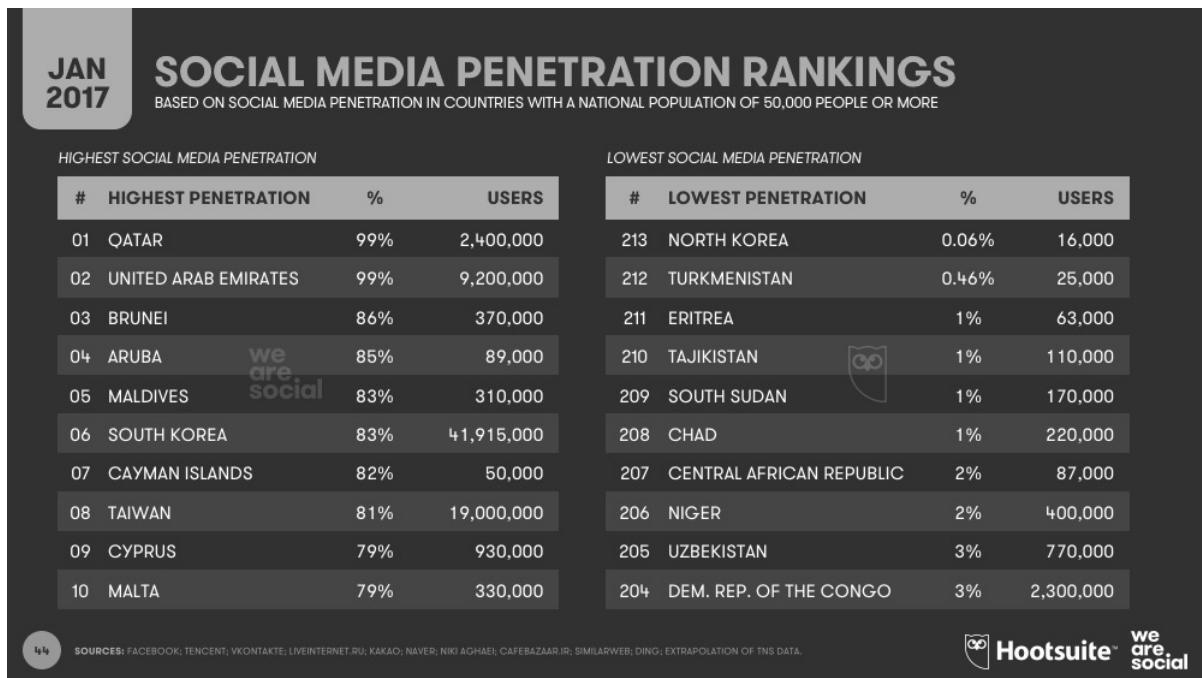 JAN
2017
SOCIAL MEDIA PENETRATION RANKINGS
BASED ON SOCIAL MEDIA PENETRATION IN COUNTRIES WITH A NATIONAL POPULATION OF 50,000 PEOPLE OR MORE
HIGHEST SOCIAL MEDIA PENETRATION
# HIGHEST PENETRATION % USERS
01 QATAR 99% 2,400,000
02 UNITED ARAB EMIRATES 99% 9,200,000
03 BRUNEI 86% 370,000
04 ARUBA 85% 89,000
05 MALDIVES 83% 310,000
06 SOUTH KOREA 83% 41,915,000
07 CAYMAN ISLANDS 82% 50,000
08 TAIWAN 81% 19,000,000
09 CYPRUS 79% 930,000
10 MALTA 79% 330,000
we
are.
social
LOWEST SOCIAL MEDIA PENETRATION
# LOWEST PENETRATION % USERS
213 NORTH KOREA 0.06% 16,000
212 TURKMENISTAN 0.46% 25,000
211 ERITREA 1% 63,000
210 TAJIKISTAN 1% 110,000
209 SOUTH SUDAN 1% 170,000
208 CHAD 1% 220,000
207 CENTRAL AFRICAN REPUBLIC 2% 87,000
206 NIGER 2% 400,000
205 UZBEKISTAN 3% 770,000
204 DEM. REP. OF THE CONGO 3% 2,300,000
44
SOURCES: FACEBOOK; TENCENT; VKONTAKTE; LIVEINTERNET.RU; KAKAO; NAVER; NIKI AGHAEI; CAFEBAZAAR.IR; SIMILARWEB; DING; EXTRAPOLATION OF TNS DATA.
Hootsuite™
we
are.
social